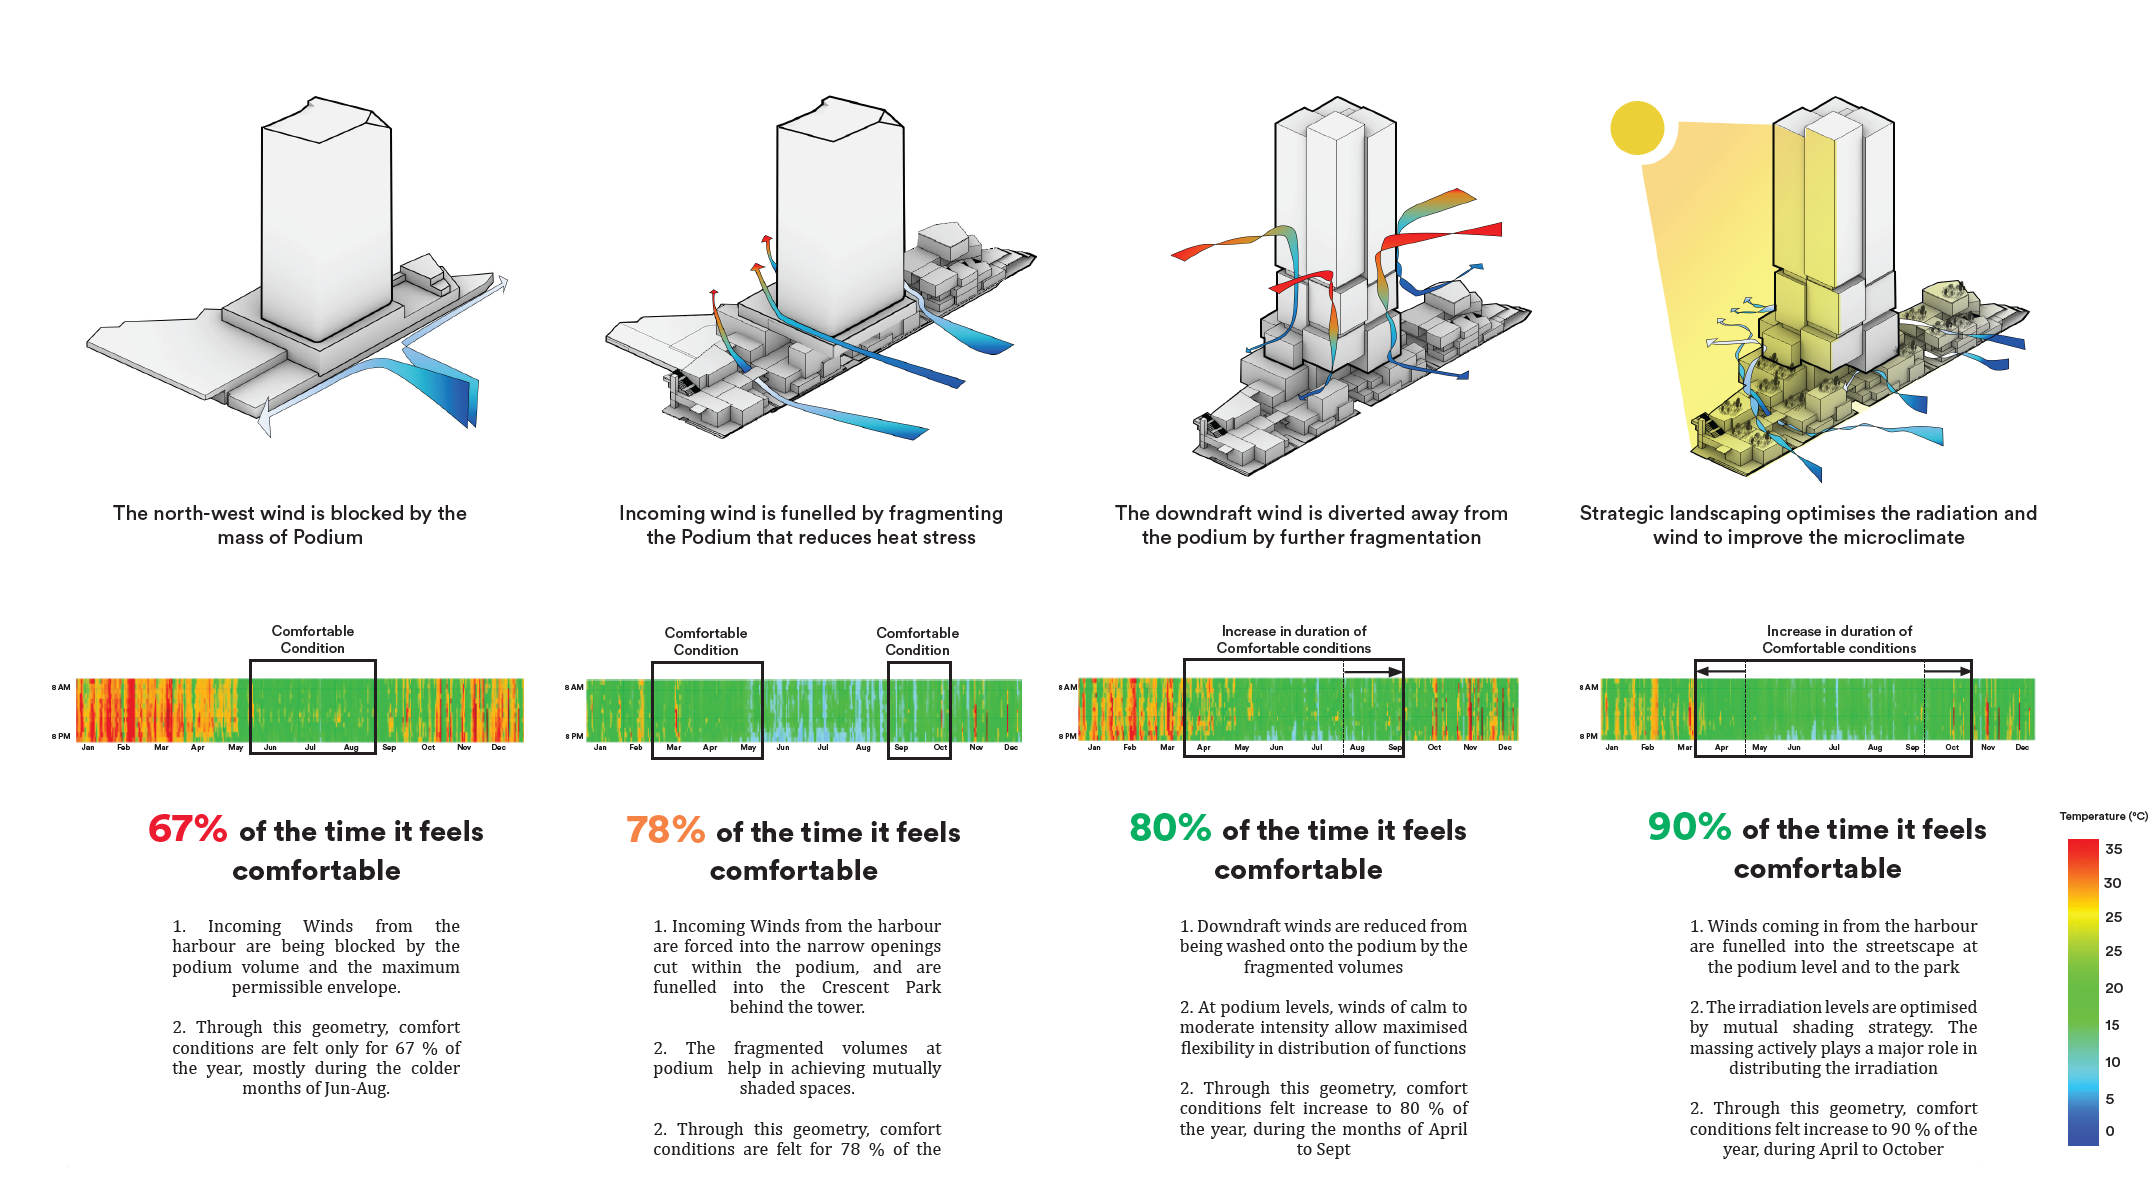 The north-west wind is blocked by the
mass of Podium
Incoming wind is funelled by fragmenting
the Podium that reduces heat stress
The downdraft wind is diverted away from
the podium by further fragmentation
Strategic landscaping optimises the radiation and
wind to improve the microclimate
Comfortable
Condition
8 AM
8 PM
Jan Feb Mar Apr May Jun Jul Aug Sep Oct Nov Dec
Comfortable
Condition
Comfortable
Condition
8 AM
8 PM
Jan Feb Mar Apr May Jun Jul Aug Sep Oct Nov Dec
Increase in duration of
Comfortable conditions
8 AM
8 PM
Jan Feb Mar Apr May Jun Jul Aug Sep Oct Nov Dec
Increase in duration of
Comfortable conditions
8 AM
8 PM
Jan Feb Mar Apr May Jun Jul Aug Sep Oct Nov Dec
67% of the time it feels
comfortable
1. Incoming Winds from the
harbour are being blocked by the
podium volume and the maximum
permissible envelope.
2. Through this geometry, comfort
conditions are felt only for 67 % of
the year, mostly during the colder
months of Jun-Aug.
78% of the time it feels
comfortable
1. Incoming Winds from the harbour
are forced into the narrow openings
cut within the podium, and are
funelled into the Crescent Park
behind the tower.
2. The fragmented volumes at
podium help in achieving mutually
shaded spaces.
2. Through this geometry, comfort
conditions are felt for 78 % of the
80% of the time it feels
comfortable
1. Downdraft winds are reduced from
being washed onto the podium by the
fragmented volumes
2. At podium levels, winds of calm to
moderate intensity allow maximised
flexibility in distribution of functions
2. Through this geometry, comfort
conditions felt increase to 80 % of
the year, during the months of April
to Sept
90% of the time it feels
comfortable
1. Winds coming in from the harbour
are funelled into the streetscape at
the podium level and to the park
2. The irradiation levels are optimised
by mutual shading strategy. The
massing actively plays a major role in
distributing the irradiation
2. Through this geometry, comfort
conditions felt increase to 90 % of the
year, during April to October
Temperature (°C)
35
30
25
25
20
15
10
5
0